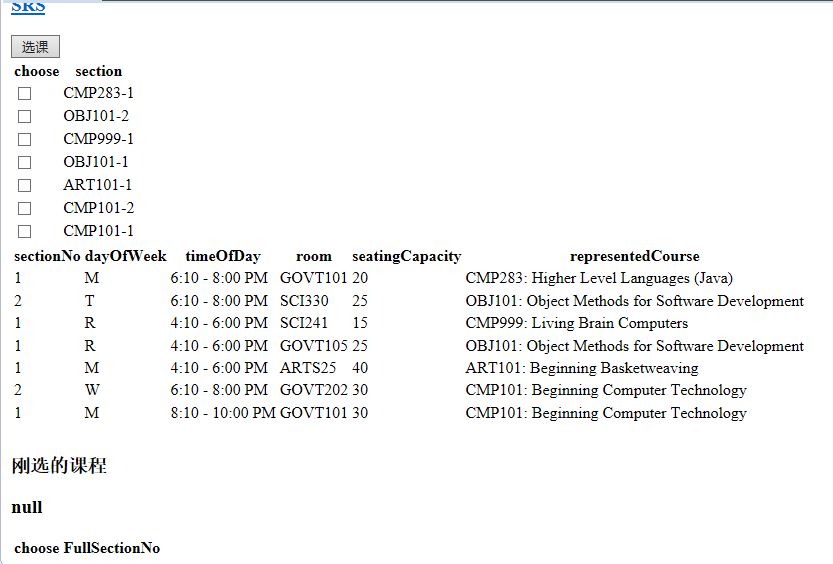 SRS
选课
choose section
CMP283-1
OBJ101-2
CMP999-1
OBJ101-1
ART101-1
CMP101-2
CMP101-1
sectionNo dayOfWeek timeOfDay room seatingCapacity representedCourse
1 M 6:10 - 8:00 PM GOVT101 20 CMP283: Higher Level Languages (Java)
2 T 6:10 - 8:00 PM SCI330 25 OBJ101: Object Methods for Software Development
1 R 4:10 - 6:00 PM SCI241 15 CMP999: Living Brain Computers
1 R 4:10 - 6:00 PM GOVT105 25 OBJ101: Object Methods for Software Development
1 M 4:10 - 6:00 PM ARTS25 40 ART101: Beginning Basketweaving
2 W 6:10 - 8:00 PM GOVT202 30 CMP101: Beginning Computer Technology
1 M 8:10 - 10:00 PM GOVT101 30 CMP101: Beginning Computer Technology
刚选的课程
null
choose FullSectionNo